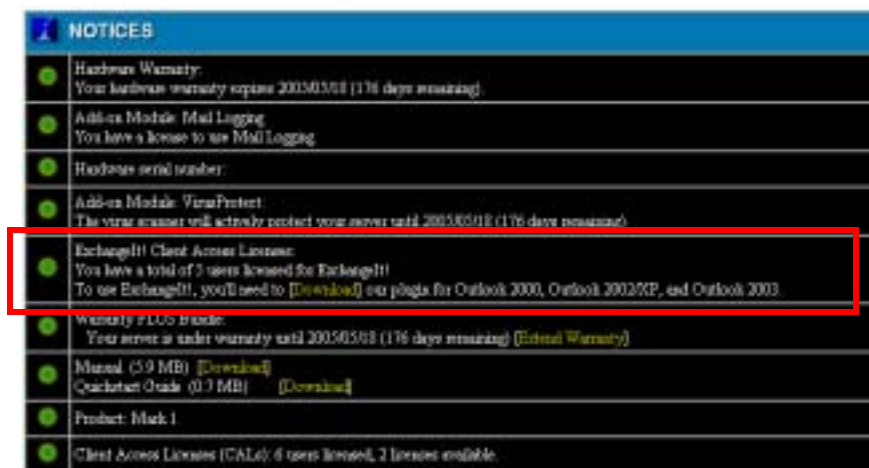 NOTICES
Hardware Warranty:
Your hardware warranty expires 2005/05/18 (176 days remaining).
Add-on Module: Mail Logging
You have a license to use Mail Logging
Hardware serial number:
Add-on Module: VirusProtect:
The virus scanner will actively protect your server until 2005/05/18 (176 days remaining)
ExchangeIt! Client Access Licenses:
You have a total of 5 users licensed for ExchangeIt!
To use ExchangeIt!, you'll need to [Download] our plugin for Outlook 2000, Outlook 2002/XP, and Outlook 2003.
Warranty PLUS Bundle:
Your server is under warranty until 2005/05/18 (176 days remaining) [Extend Warranty]
Manual (5.9 MB) [Download]
Quickstart Guide (0.3 MB) [Download]
Product: Mark 1
Client Access Licenses (CALs): 6 users licensed, 2 licenses available.